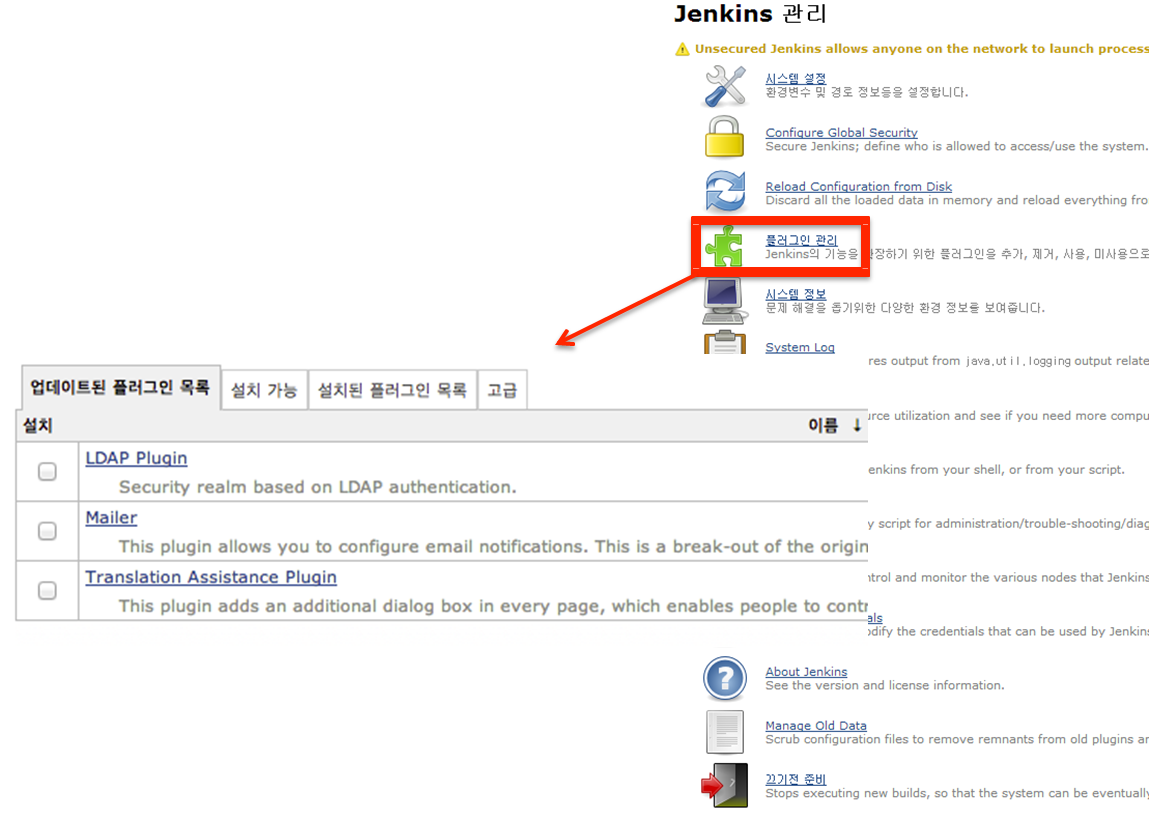 Jenkins 관리
Unsecured Jenkins allows anyone on the network to launch process
시스템 설정
환경변수 및 경로 정보등을 설정합니다.
Configure Global Security
Secure Jenkins; define who is allowed to access/use the system.
Reload Configuration from Disk
Discard all the loaded data in memory and reload everything fro
플러그인 관리
Jenkins의 기능을 확장하기 위한 플러그인을 추가, 제거, 사용, 미사용으로
시스템 정보
문제 해결을 돕기위한 다양한 환경 정보를 보여줍니다.
System Log
res output from java.util.logging output relate
urce utilization and see if you need more compu
enkins from your shell, or from your script.
y script for administration/trouble-shooting/diag
ntrol and monitor the various nodes that Jenkins
als
odify the credentials that can be used by Jenkins
About Jenkins
See the version and license information.
Manage Old Data
Scrub configuration files to remove remnants from old plugins an
끄기전 준비
Stops executing new builds, so that the system can be eventually
업데이트된 플러그인 목록 설치 가능 설치된 플러그인 목록 고급
설치 이름 ↓
LDAP Plugin
Security realm based on LDAP authentication.
Mailer
This plugin allows you to configure email notifications. This is a break-out of the origin
Translation Assistance Plugin
This plugin adds an additional dialog box in every page, which enables people to contr